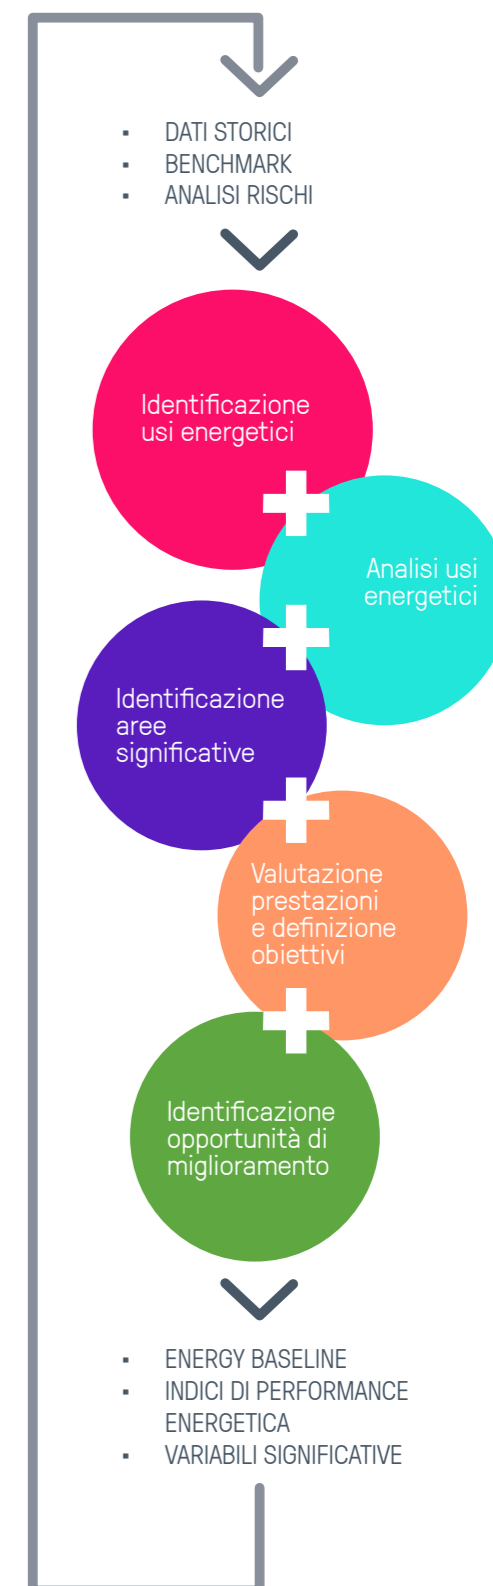 ▪ DATI STORICI
▪ BENCHMARK
▪ ANALISI RISCHI
Identificazione
usi energetici
Analisi usi
energetici
Identificazione
aree
significative
Valutazione
prestazioni
e definizione
obiettivi
Identificazione
opportunità di
miglioramento
▪ ENERGY BASELINE
▪ INDICI DI PERFORMANCE
ENERGETICA
▪ VARIABILI SIGNIFICATIVE